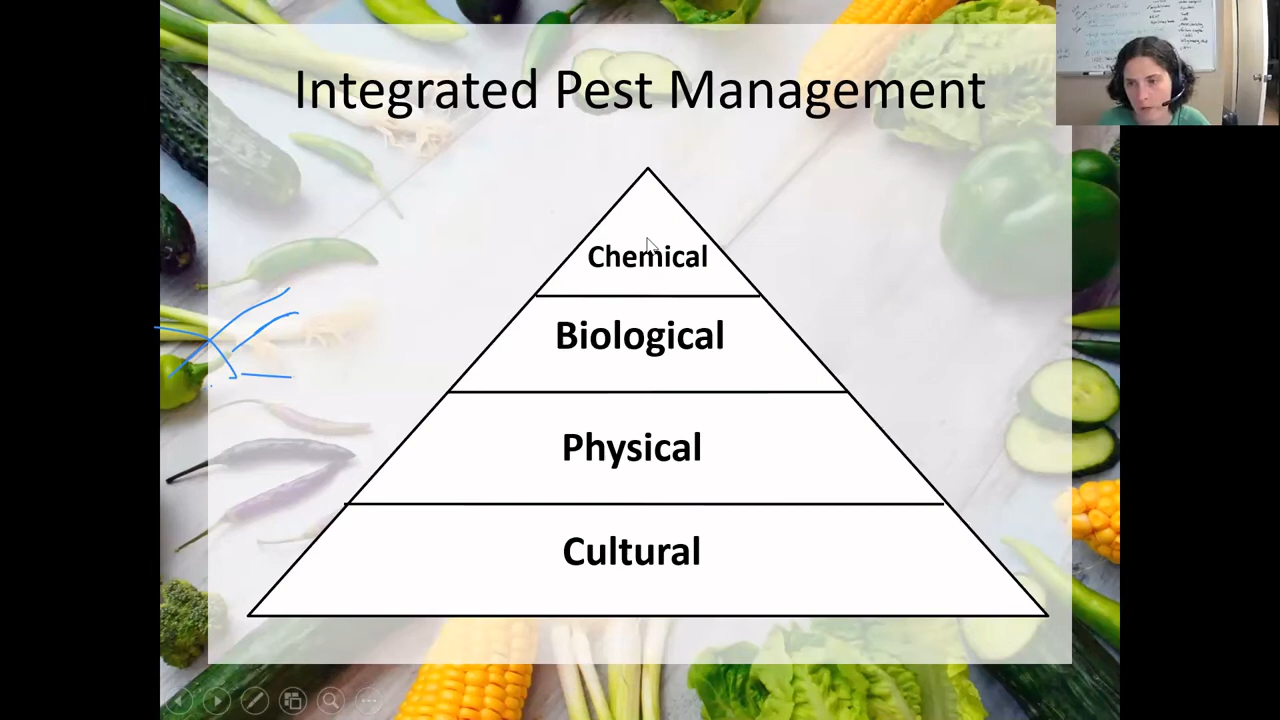 Integrated Pest Management
Chemical
Biological
Physical
Cultural